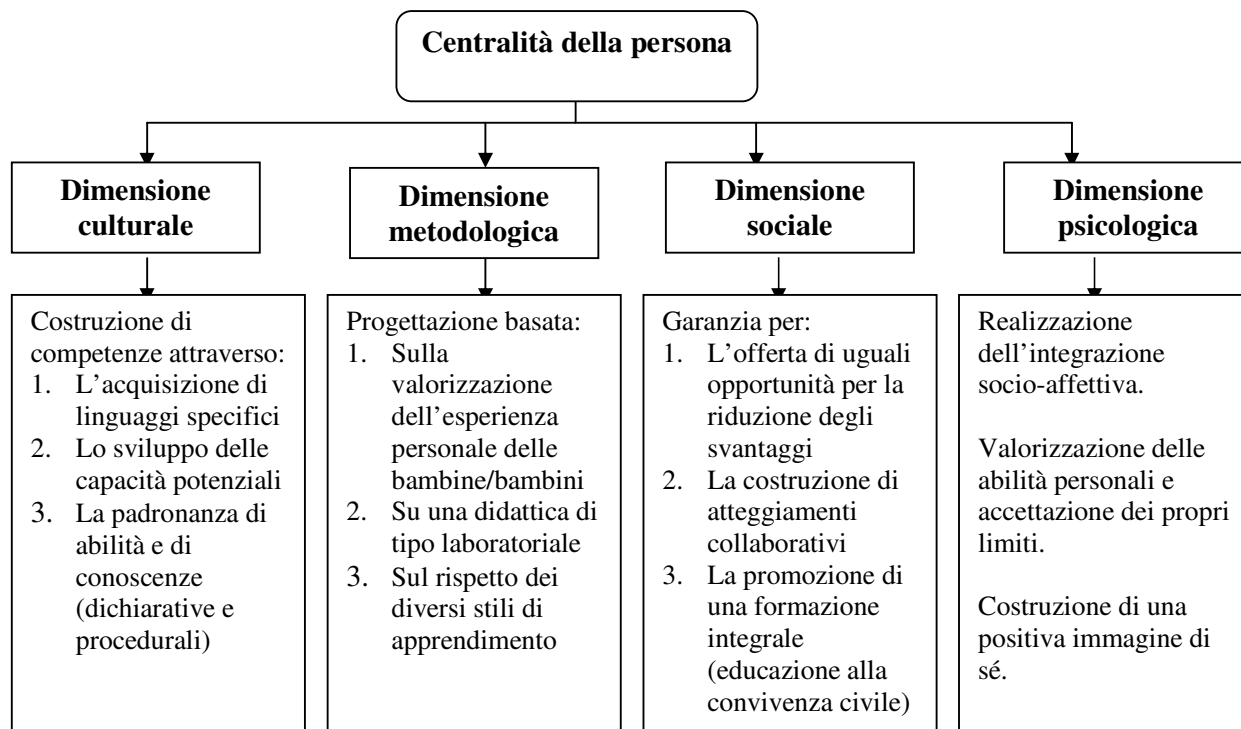 Centralità della persona
Dimensione
culturale
Dimensione
metodologica
Dimensione
sociale
Dimensione
psicologica
Costruzione di
competenze attraverso:
1. L’acquisizione di
linguaggi specifici
2. Lo sviluppo delle
capacità potenziali
3. La padronanza di
abilità e di
conoscenze
(dichiarative e
procedurali)
Progettazione basata:
1. Sulla
valorizzazione
dell’esperienza
personale delle
bambine/bambini
2. Su una didattica di
tipo laboratoriale
3. Sul rispetto dei
diversi stili di
apprendimento
Garanzia per:
1. L’offerta di uguali
opportunità per la
riduzione degli
svantaggi
2. La costruzione di
atteggiamenti
collaborativi
3. La promozione di
una formazione
integrale
(educazione alla
convivenza civile)
Realizzazione
dell’integrazione
socio-affettiva.
Valorizzazione delle
abilità personali e
accettazione dei propri
limiti.
Costruzione di una
positiva immagine di
sé.